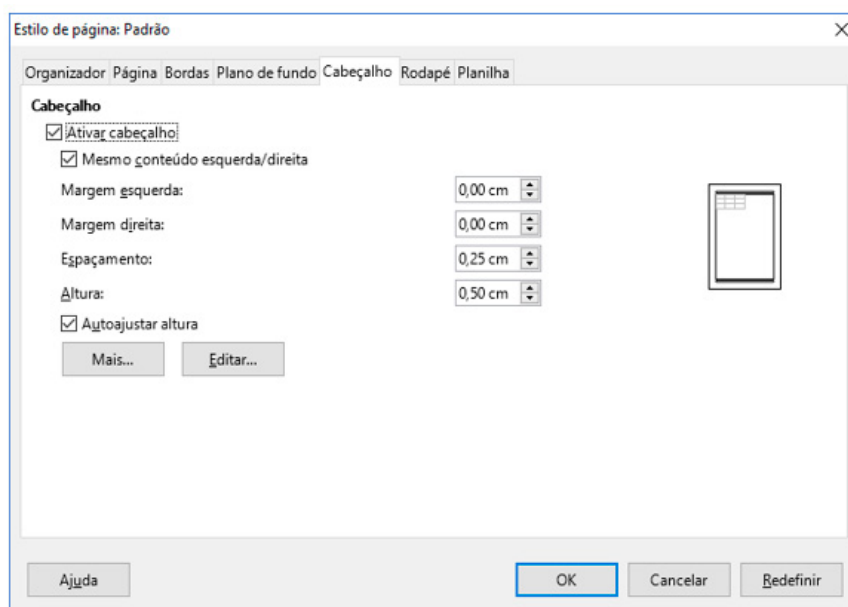 Estilo de página: Padrão
Organizador Página Bordas Plano de fundo Cabeçalho Rodapé Planilha
Cabeçalho
Ativar cabeçalho
Mesmo conteúdo esquerda/direita
Margem esquerda: 0,00 cm
Margem direita: 0,00 cm
Espaçamento: 0,25 cm
Altura: 0,50 cm
Autoajustar altura
Mais... Editar...
Ajuda OK Cancelar Redefinir